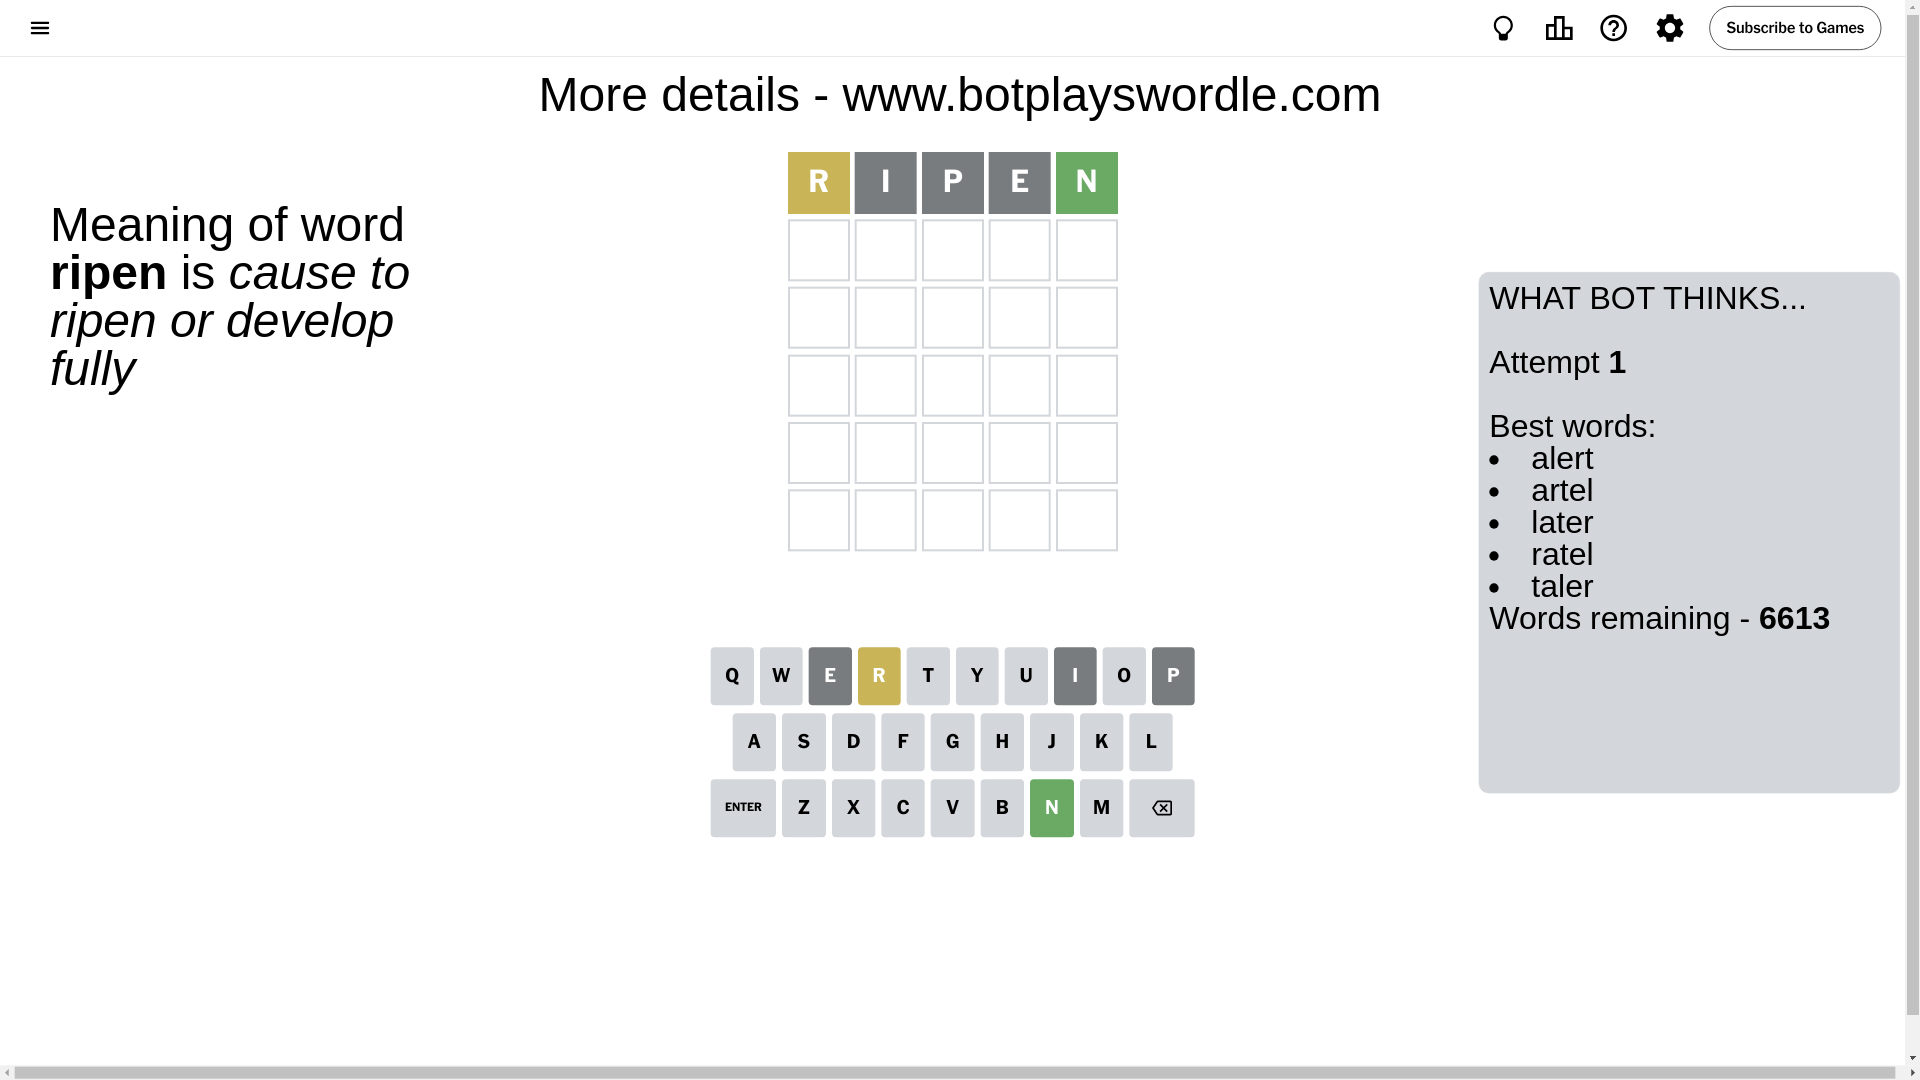 Subscribe to Games
More details - www.botplayswordle.com
Meaning of word
ripen is cause to
ripen or develop
fully
R I P E N
WHAT BOT THINKS...
Attempt 1
Best words:
• alert
• artel
• later
• ratel
• taler
Words remaining - 6613
Q W E R T Y U I O P
A S D F G H J K L
ENTER Z X C V B N M